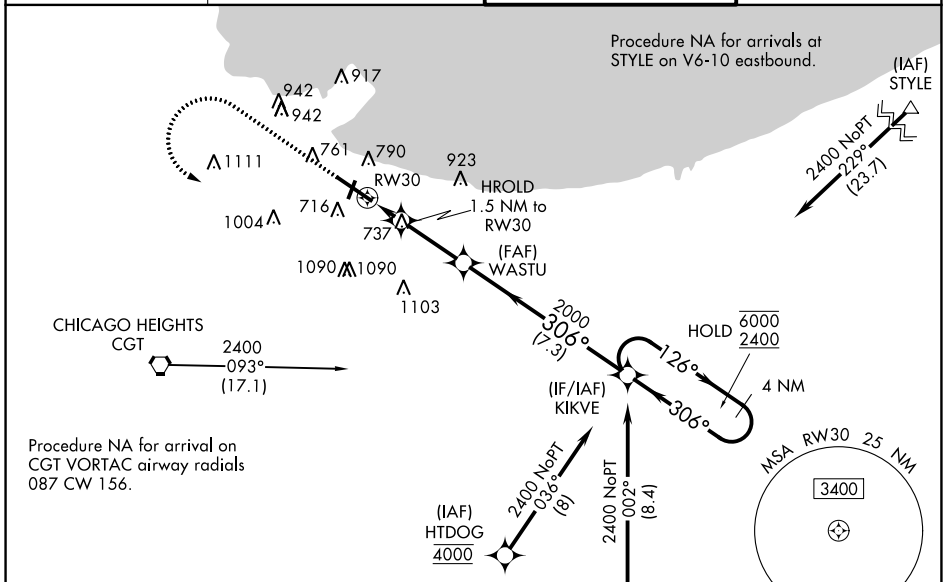 Procedure NA for arrivals at
STYLE on V6-10 eastbound.
(IAF)
STYLE
2400 NoPT
229°
(23.7)
917
942
942
1111
761
790
RW30
923
HROLD
1.5 NM to
RW30
716
1004
737
(FAF)
WASTU
1090
1090
1103
2000
306°
(7.3)
HOLD
6000
2400
126°
4 NM
306°
CHICAGO HEIGHTS
CGT
2400
093°
(17.1)
(IF/IAF)
KIKVE
Procedure NA for arrival on
CGT VORTAC airway radials
087 CW 156.
2400 NoPT
036°
(8)
2400 NoPT
002°
(8.4)
(IAF)
HTDOG
4000
MSA RW30 25 NM
3400